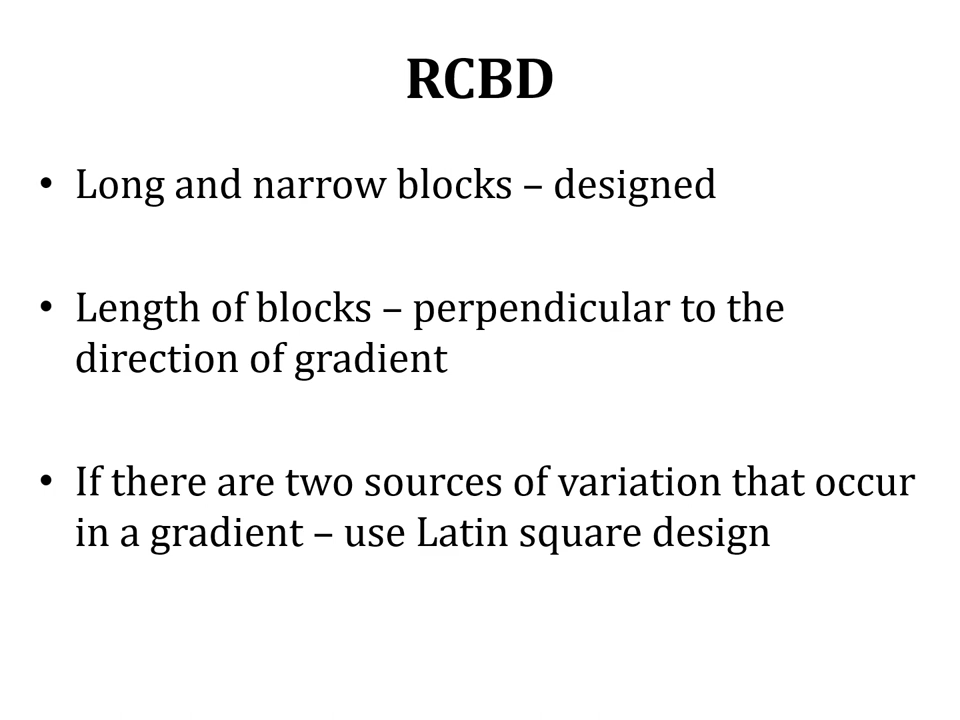 RCBD
• Long and narrow blocks – designed
• Length of blocks – perpendicular to the
direction of gradient
• If there are two sources of variation that occur
in a gradient – use Latin square design